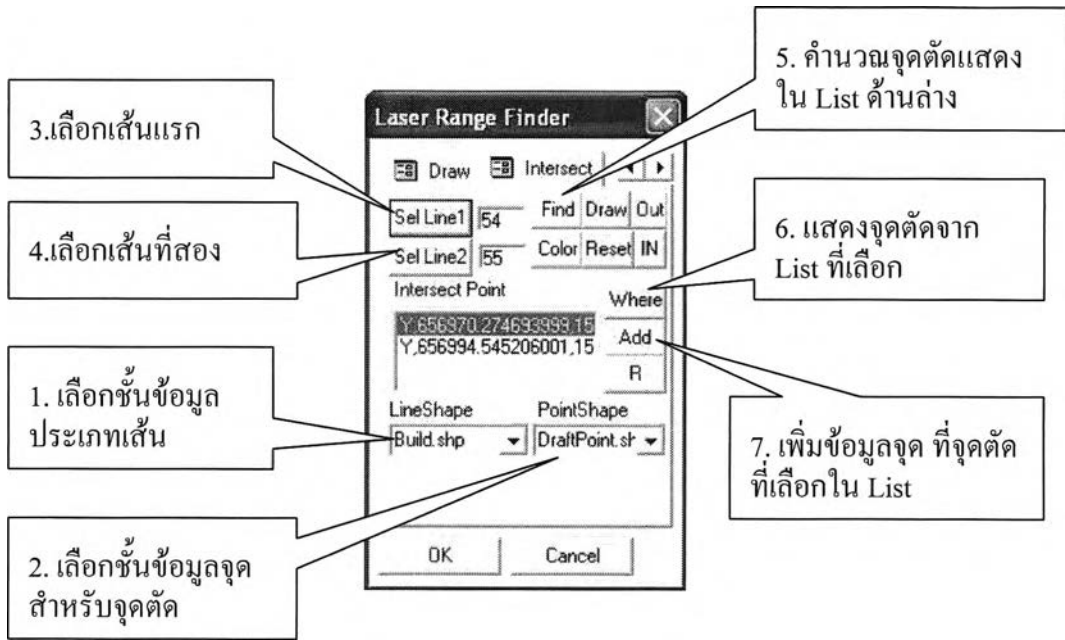 5. คำนวณจุดตัดแสดง
ใน List ด้านล่าง
3.เลือกเส้นแรก
4.เลือกเส้นที่สอง
1. เลือกชั้นข้อมูล
ประเภทเส้น
2. เลือกชั้นข้อมูลจุด
สำหรับจุดตัด
Laser Range Finder
Draw Intersect
Sel Line1 54 Find Draw Out
Sel Line2 55 Color Reset IN
Intersect Point
Where
Y,656970.274693999,15
Add
Y,656994.545206001,15
R
LineShape PointShape
Build.shp DraftPoint.sh
OK Cancel
6. แสดงจุดตัดจาก
List ที่เลือก
7. เพิ่มข้อมูลจุด ที่จุดตัด
ที่เลือกใน List